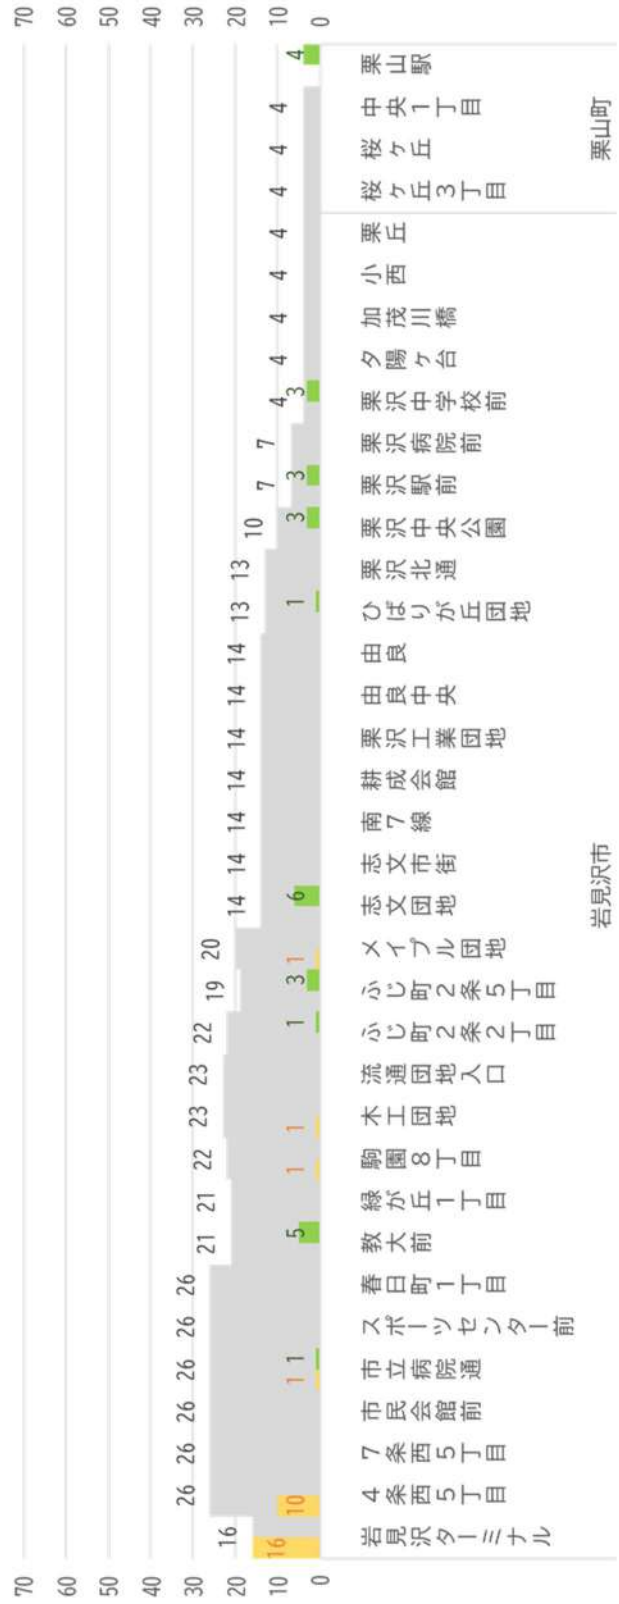 70
60
50
40
30
20
10
0
70
60
50
40
30
20
10
0
16 26 26 26 26 26 26 21 21 22 23 23 22 19 20 14 14 14 14 14 14 14 13 13 10 7 7 4 4 4 4 4 4 4 4
16 10 1 1 5 1 1 1 3 1 6 1 3 3 3 4
岩見沢ターミナル
4条西5丁目
7条西5丁目
市民会館前
市立病院通
スポーツセンター前
春日町1丁目
教大前
緑が丘1丁目
駒園8丁目
木工団地
流通団地入口
ふじ町2条2丁目
ふじ町2条5丁目
メイプル団地
志文団地
志文市街
南7線
耕成会館
栗沢工業団地
由良中央
由良
ひばりが丘団地
栗沢北通
栗沢中央公園
栗沢駅前
栗沢病院前
栗沢中学校前
夕陽ヶ台
加茂川橋
小西
栗丘
桜ヶ丘3丁目
桜ヶ丘
中央1丁目
栗山駅
岩見沢市
栗山町